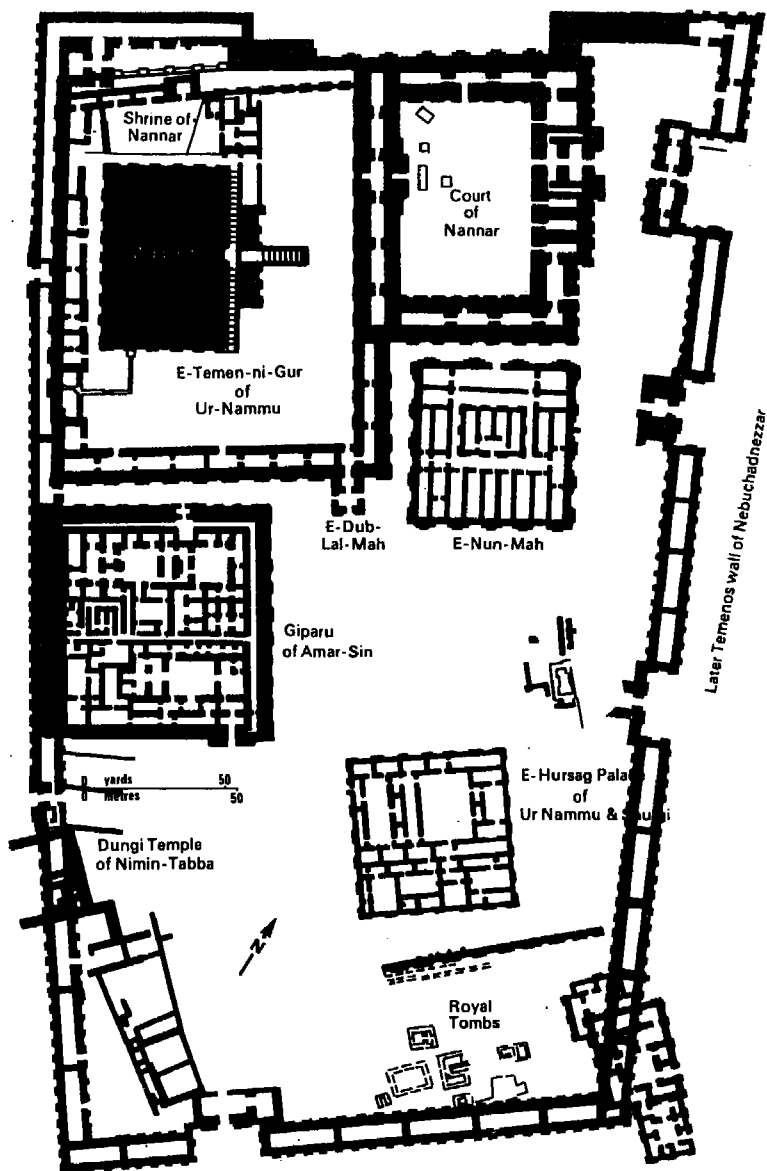 Shrine of
Nannar
Court
of
Nannar
E-Temen-ni-Gur
of
Ur-Nammu
E-Dub-
Lal-Mah
E-Nun-Mah
Later Temenos wall of Nebuchadnezzar
Giparu
of Amar-Sin
0 yards 50
0 metres 50
E-Hursag
of
Ur Nammu &
Dungi Temple
of Nimin-Tabba
N
Royal
Tombs